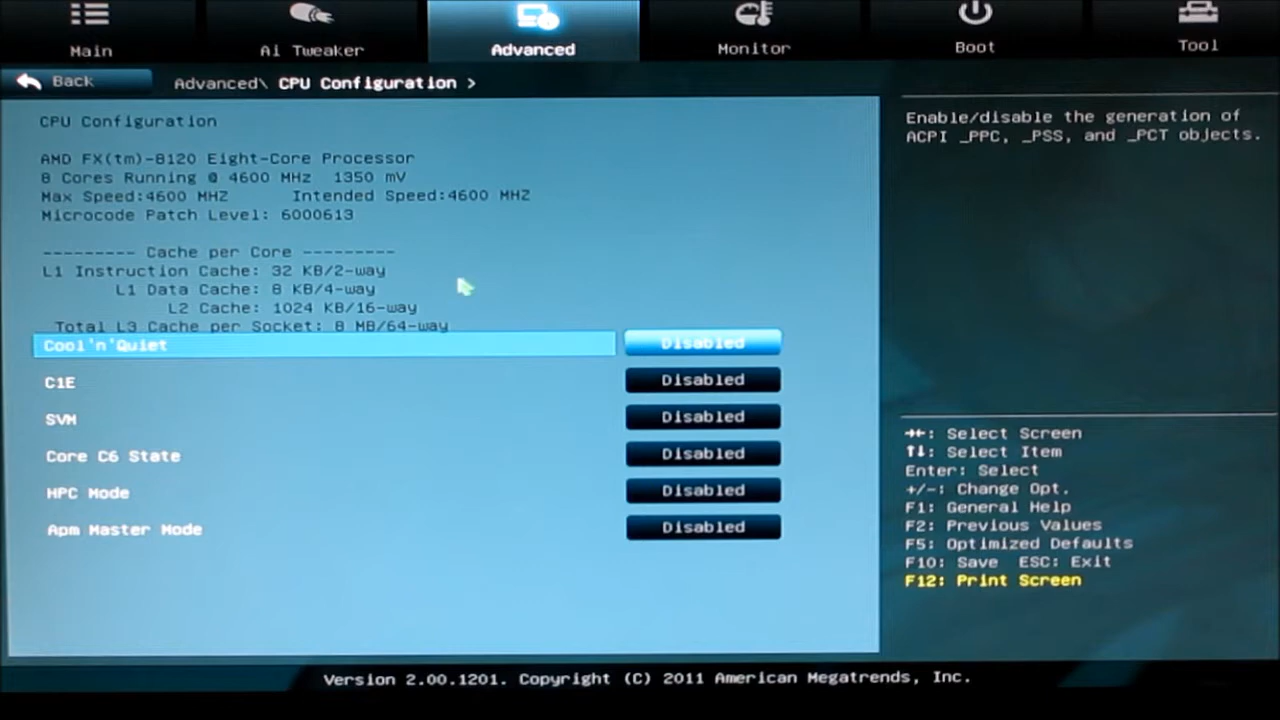 Main
Ai Tweaker
Advanced
Monitor
Boot
Tool
Back
Advanced\ CPU Configuration >
CPU Configuration
AMD FX(tm)-8120 Eight-Core Processor
8 Cores Running @ 4600 MHz 1350 mV
Max Speed:4600 MHZ Intended Speed:4600 MHZ
Microcode Patch Level: 6000613
--------- Cache per Core ---------
L1 Instruction Cache: 32 KB/2-way
L1 Data Cache: 8 KB/4-way
L2 Cache: 1024 KB/16-way
Total L3 Cache per Socket: 8 MB/64-way
Cool'n'Quiet Disabled
C1E Disabled
SVM Disabled
Core C6 State Disabled
HPC Mode Disabled
Apm Master Mode Disabled
Enable/disable the generation of
ACPI _PPC, _PSS, and _PCT objects.
→←: Select Screen
↑↓: Select Item
Enter: Select
+/-: Change Opt.
F1: General Help
F2: Previous Values
F5: Optimized Defaults
F10: Save ESC: Exit
F12: Print Screen
Version 2.00.1201. Copyright (C) 2011 American Megatrends, Inc.